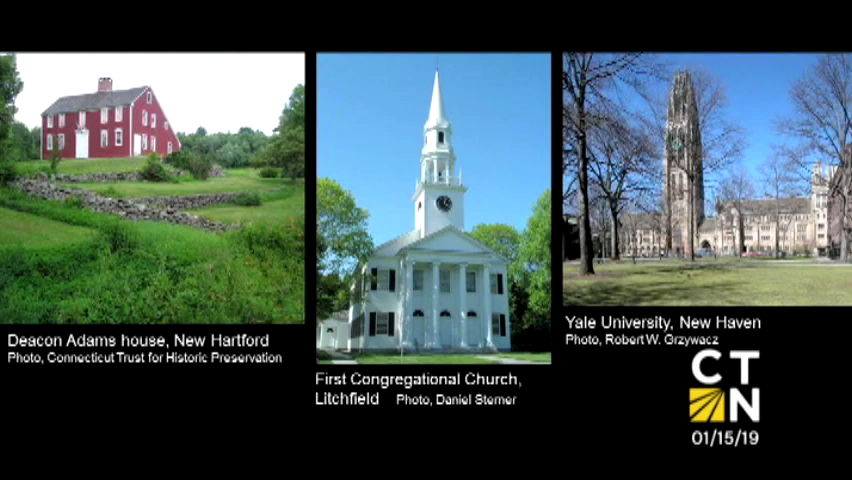 Deacon Adams house, New Hartford
Photo, Connecticut Trust for Historic Preservation
First Congregational Church,
Litchfield Photo, Daniel Sterner
Yale University, New Haven
Photo, Robert W. Grzywacz
CT
N
01/15/19